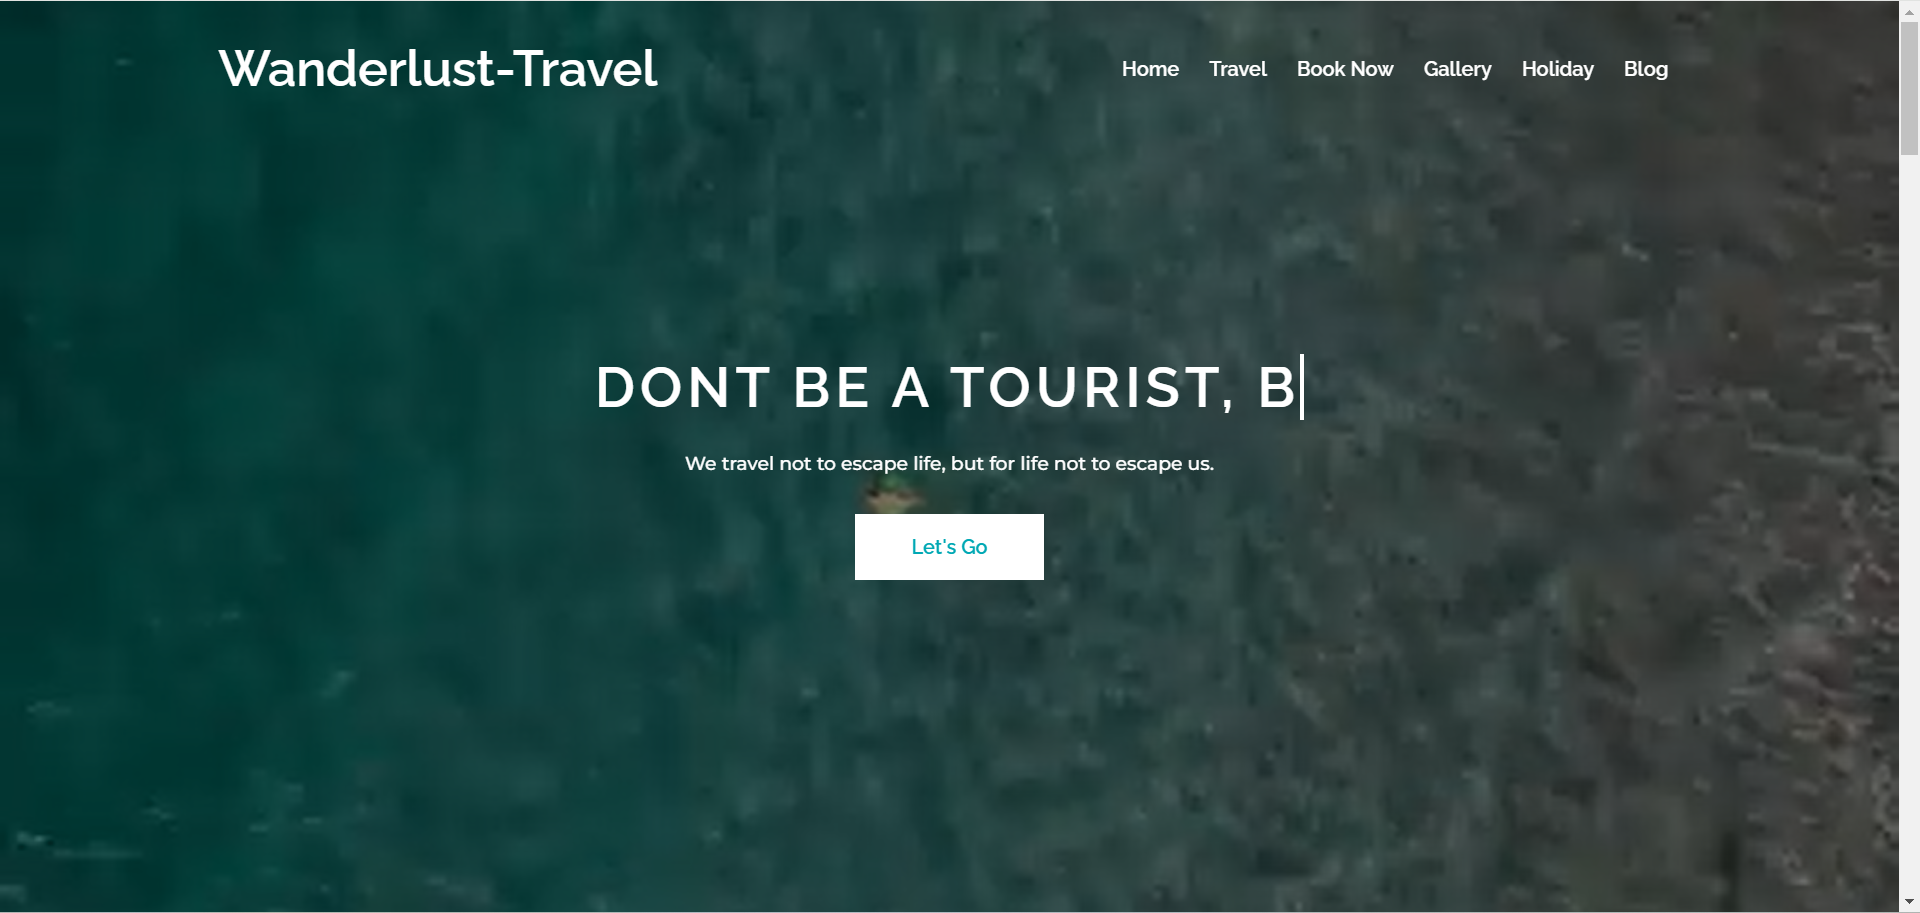 Wanderlust-Travel
Home Travel Book Now Gallery Holiday Blog
DONT BE A TOURIST, B
We travel not to escape life, but for life not to escape us.
Let's Go